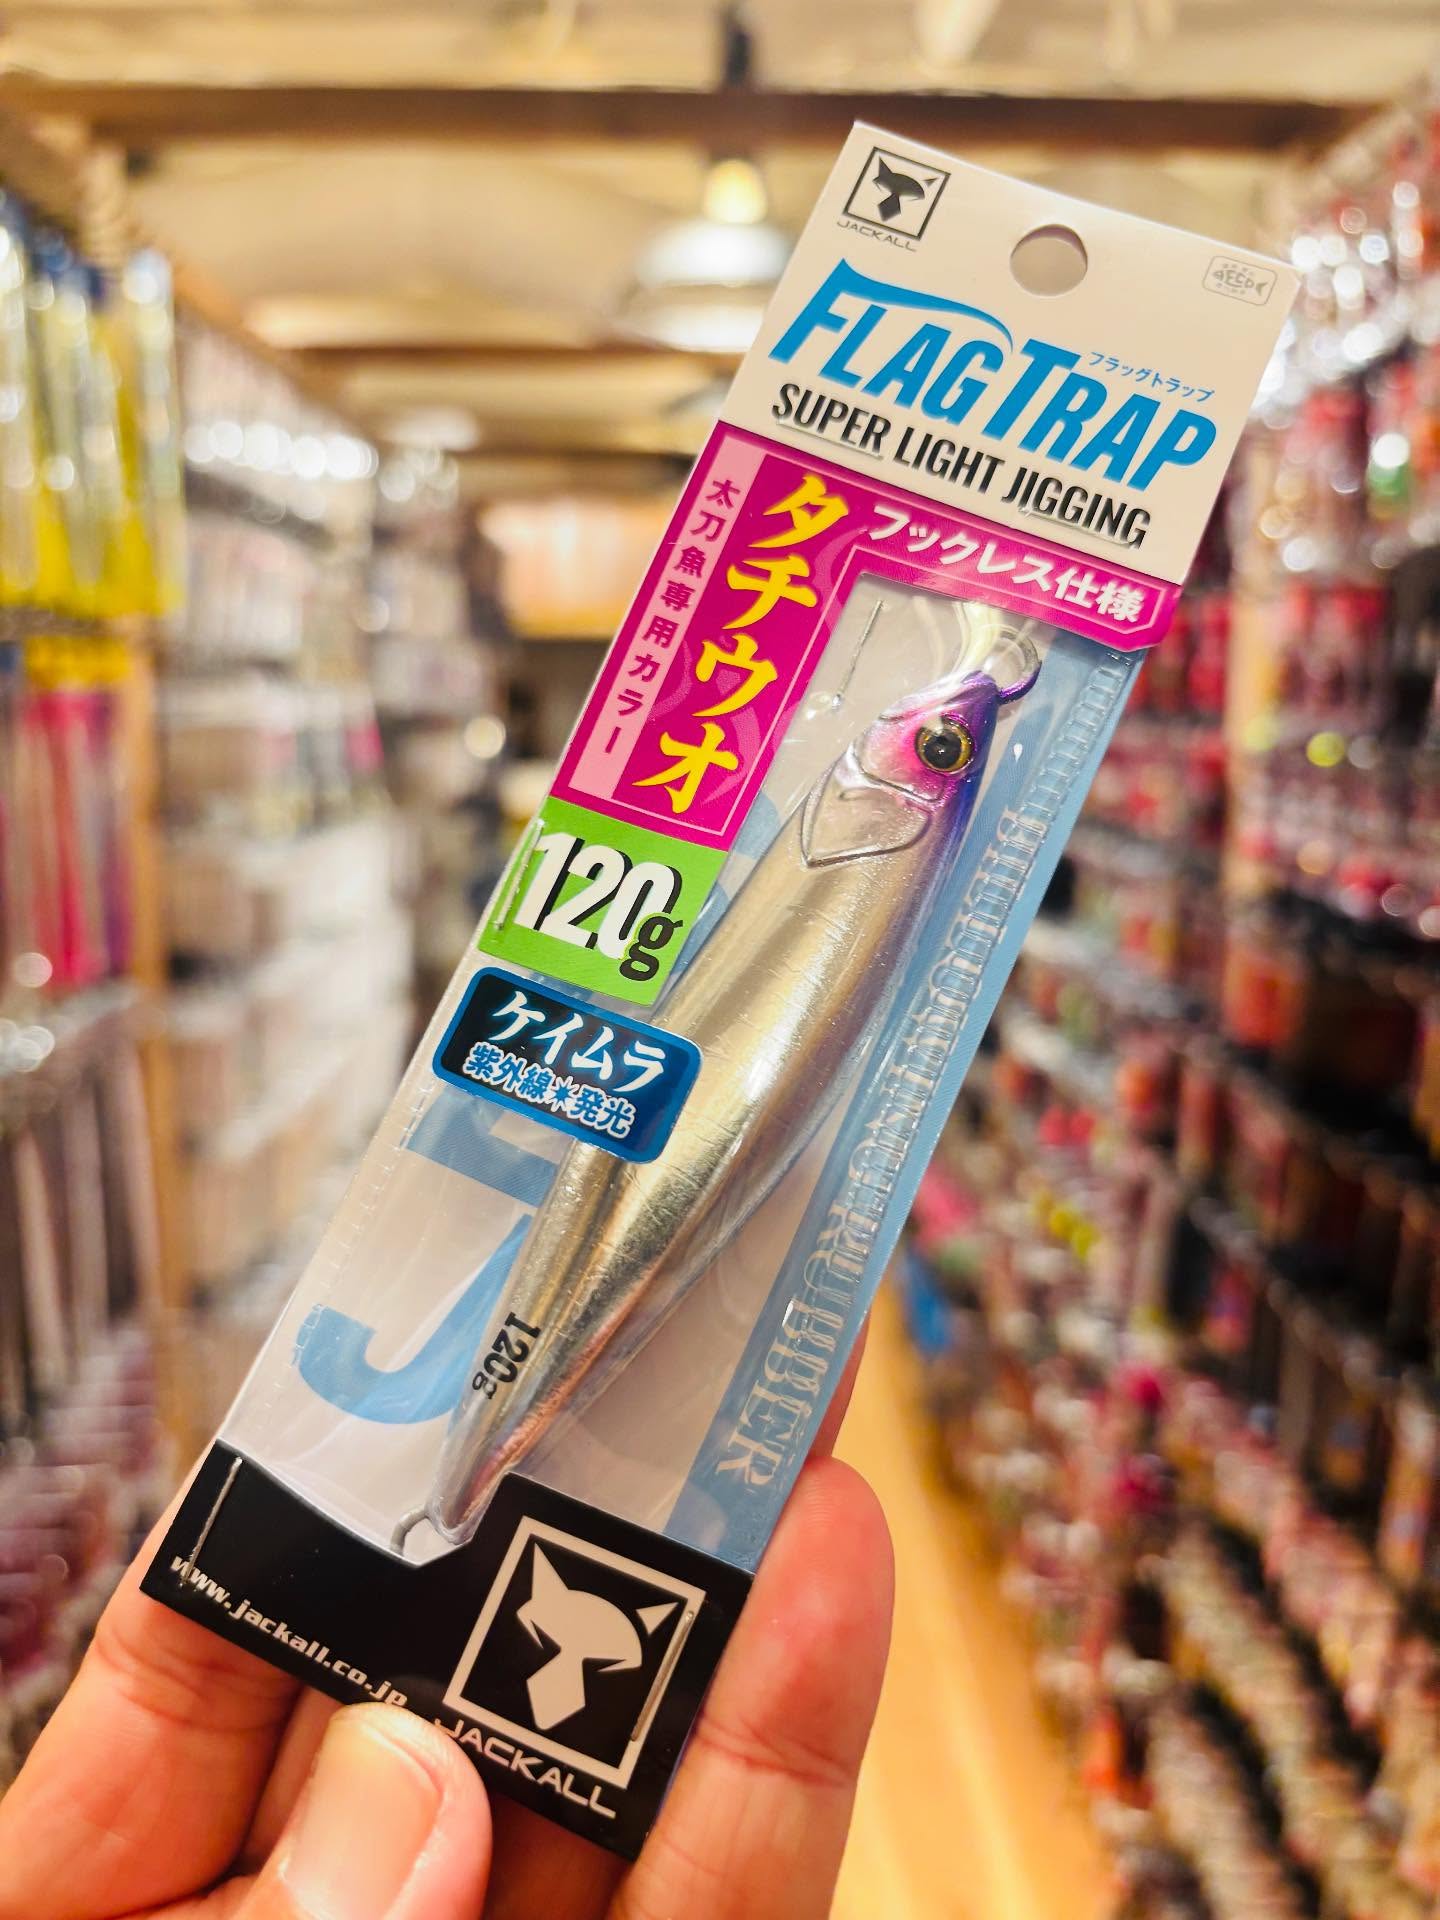 JACKALL
ECO
FLAG TRAP
フラッグトラップ
SUPER LIGHT JIGGING
フックレス仕様
タチウオ
太刀魚専用カラー
120g
ケイムラ
紫外線*発光
120g
www.jackall.co.jp
JACKALL